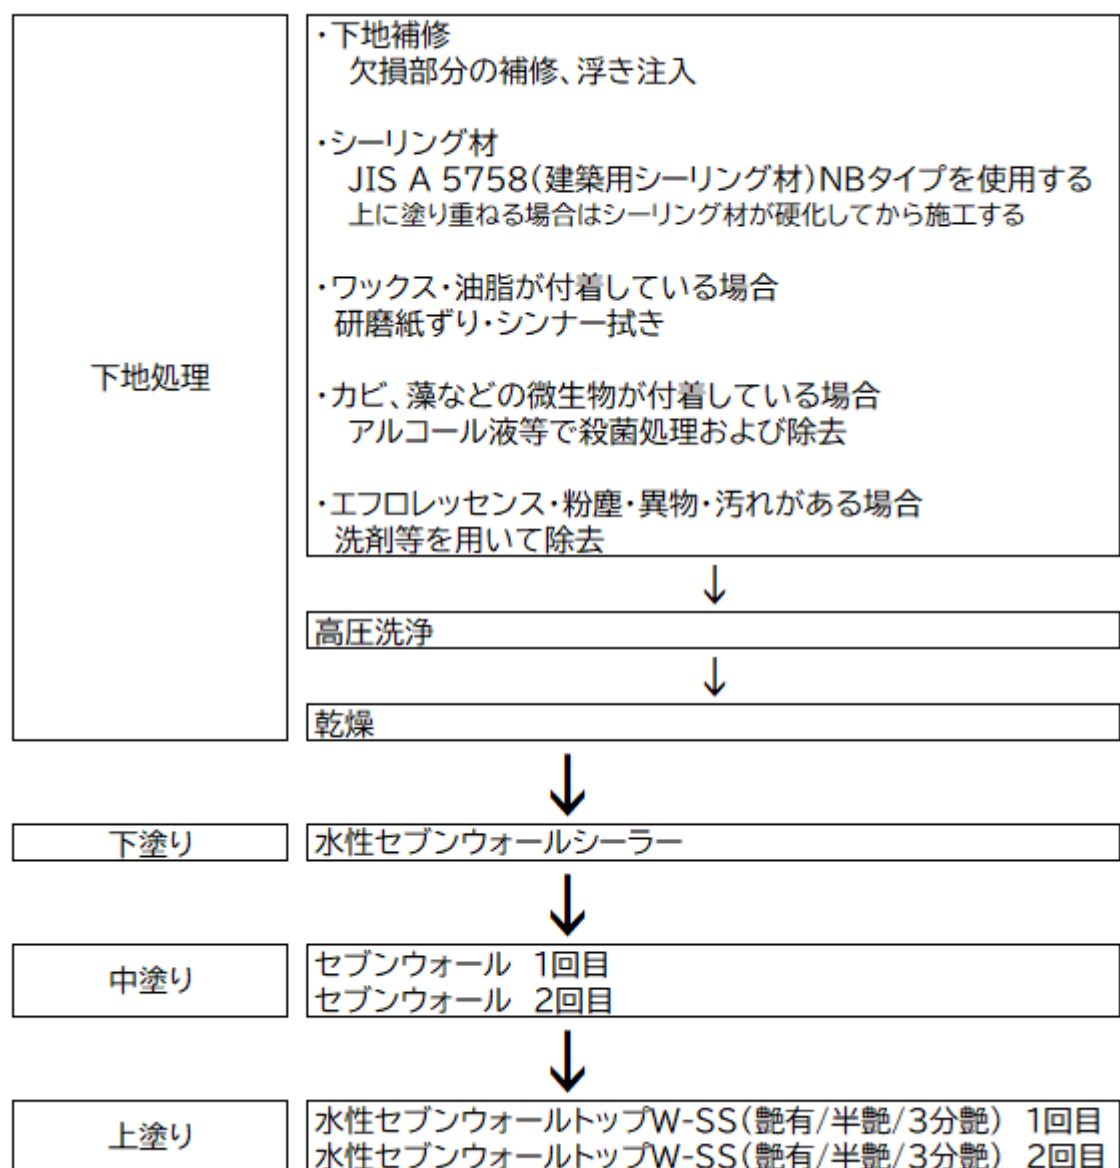 下地処理
・下地補修
欠損部分の補修、浮き注入
・シーリング材
JIS A 5758(建築用シーリング材)NBタイプを使用する
上に塗り重ねる場合はシーリング材が硬化してから施工する
・ワックス・油脂が付着している場合
研磨紙ずり・シンナー拭き
・カビ、藻などの微生物が付着している場合
アルコール液等で殺菌処理および除去
・エフロレッセンス・粉塵・異物・汚れがある場合
洗剤等を用いて除去
↓
高圧洗浄
↓
乾燥
↓
下塗り
水性セブンウォールシーラー
↓
中塗り
セブンウォール 1回目
セブンウォール 2回目
↓
上塗り
水性セブンウォールトップW-SS(艶有/半艶/3分艶) 1回目
水性セブンウォールトップW-SS(艶有/半艶/3分艶) 2回目